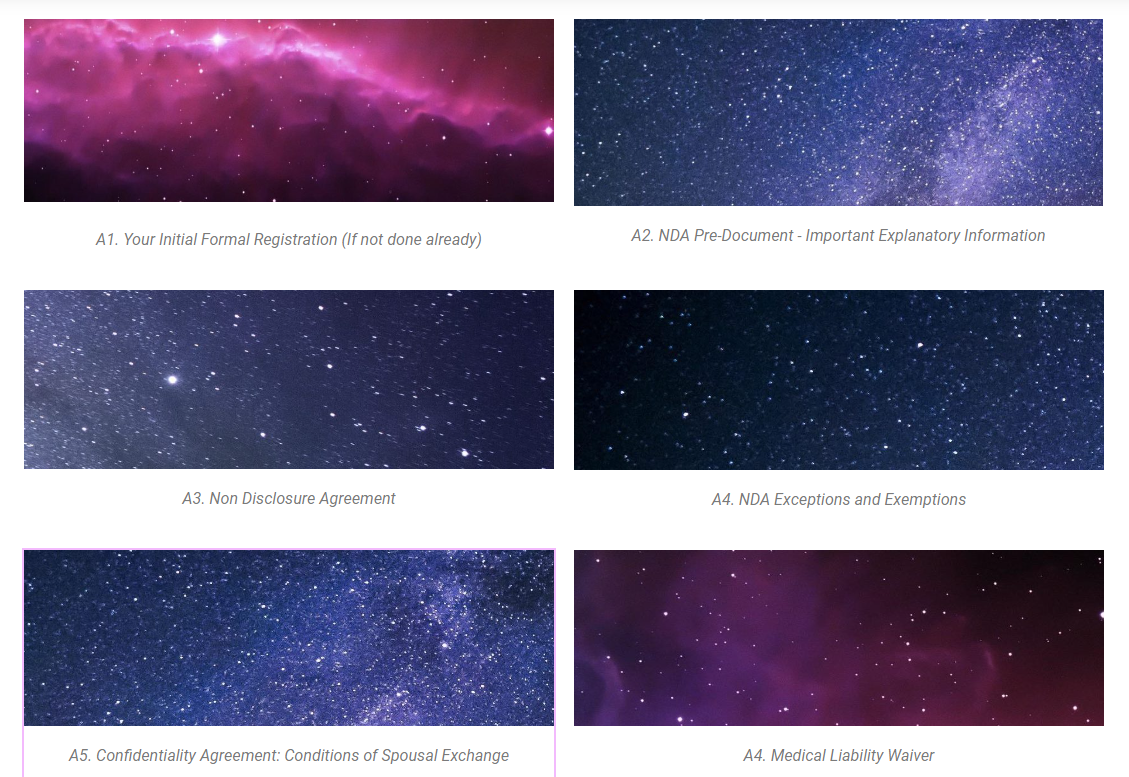 A1. Your Initial Formal Registration (If not done already)
A2. NDA Pre-Document - Important Explanatory Information
A3. Non Disclosure Agreement
A4. NDA Exceptions and Exemptions
A5. Confidentiality Agreement: Conditions of Spousal Exchange
A4. Medical Liability Waiver